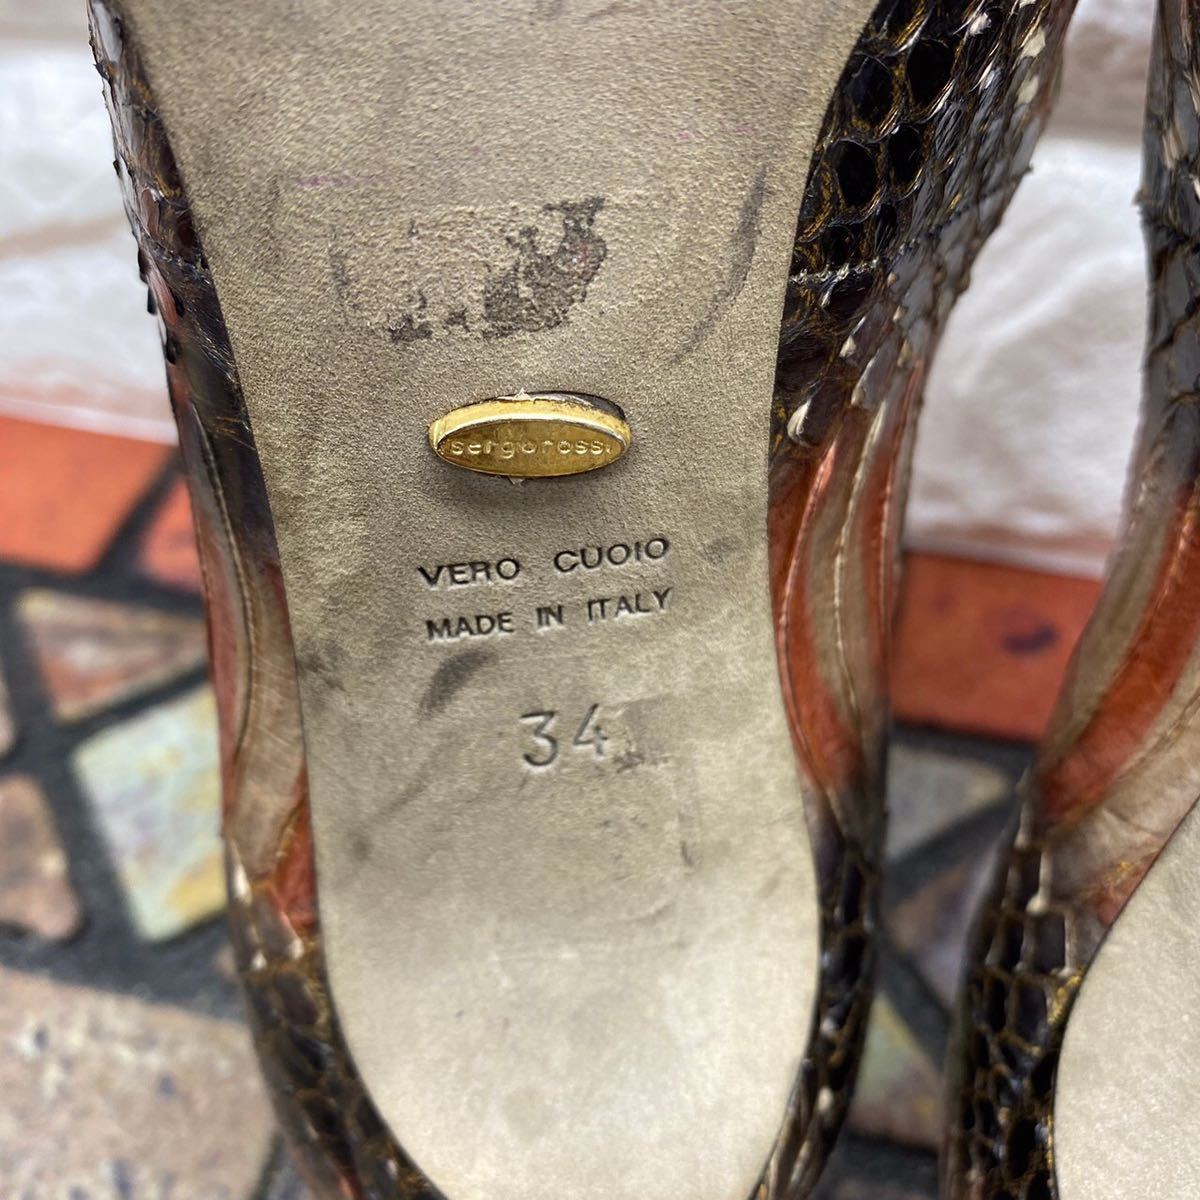 sergiorossi
VERO CUOIO
MADE IN ITALY
34